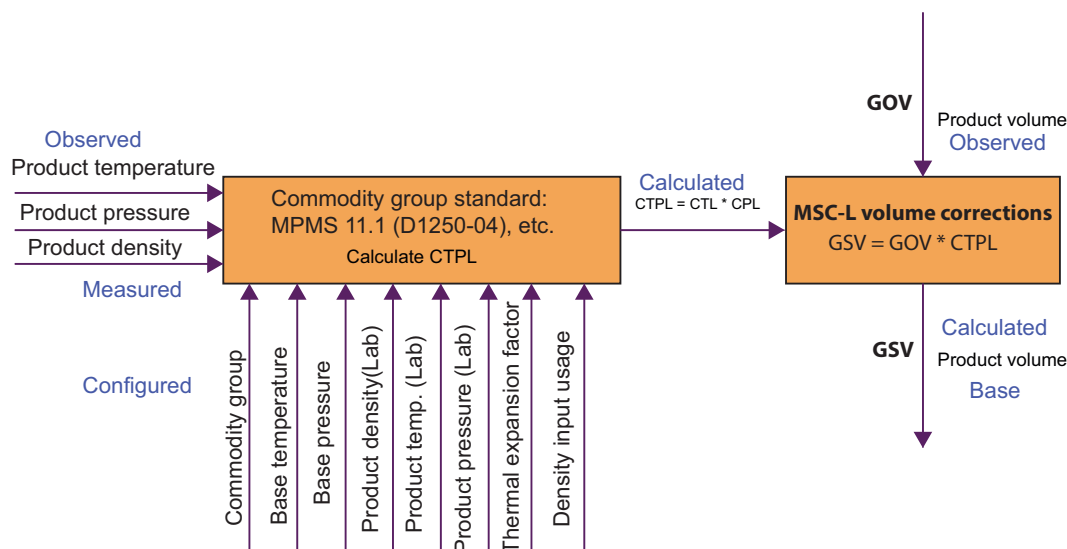 GOV
Product volume
Observed
Observed
Product temperature
Product pressure
Product density
Measured
Commodity group standard:
MPMS 11.1 (D1250-04), etc.
Calculate CTPL
Calculated
CTPL = CTL * CPL
MSC-L volume corrections
GSV = GOV * CTPL
Configured
Commodity group
Base temperature
Base pressure
Product density(Lab)
Product temp. (Lab)
Product pressure (Lab)
Thermal expansion factor
Density input usage
GSV
Calculated
Product volume
Base